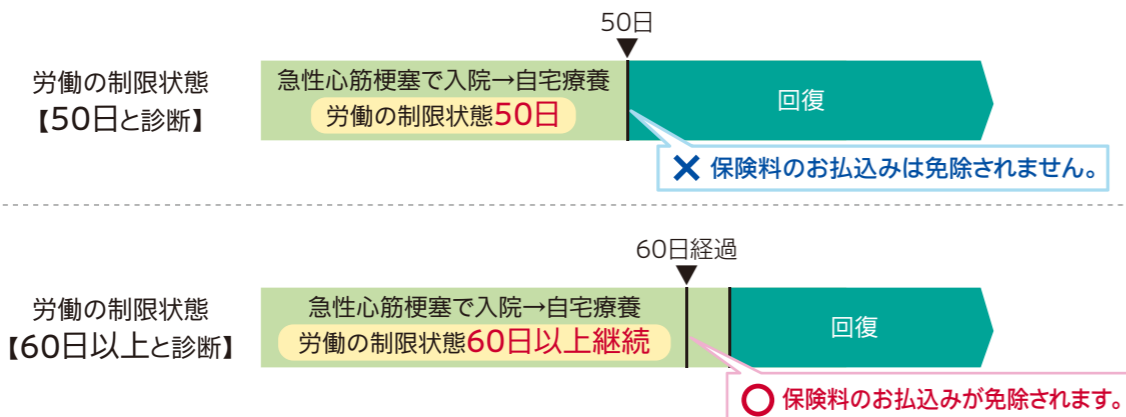 50日
労働の制限状態
【50日と診断】
急性心筋梗塞で入院→自宅療養
労働の制限状態50日
回復
× 保険料のお払込みは免除されません。
60日経過
労働の制限状態
【60日以上と診断】
急性心筋梗塞で入院→自宅療養
労働の制限状態60日以上継続
回復
○ 保険料のお払込みが免除されます。